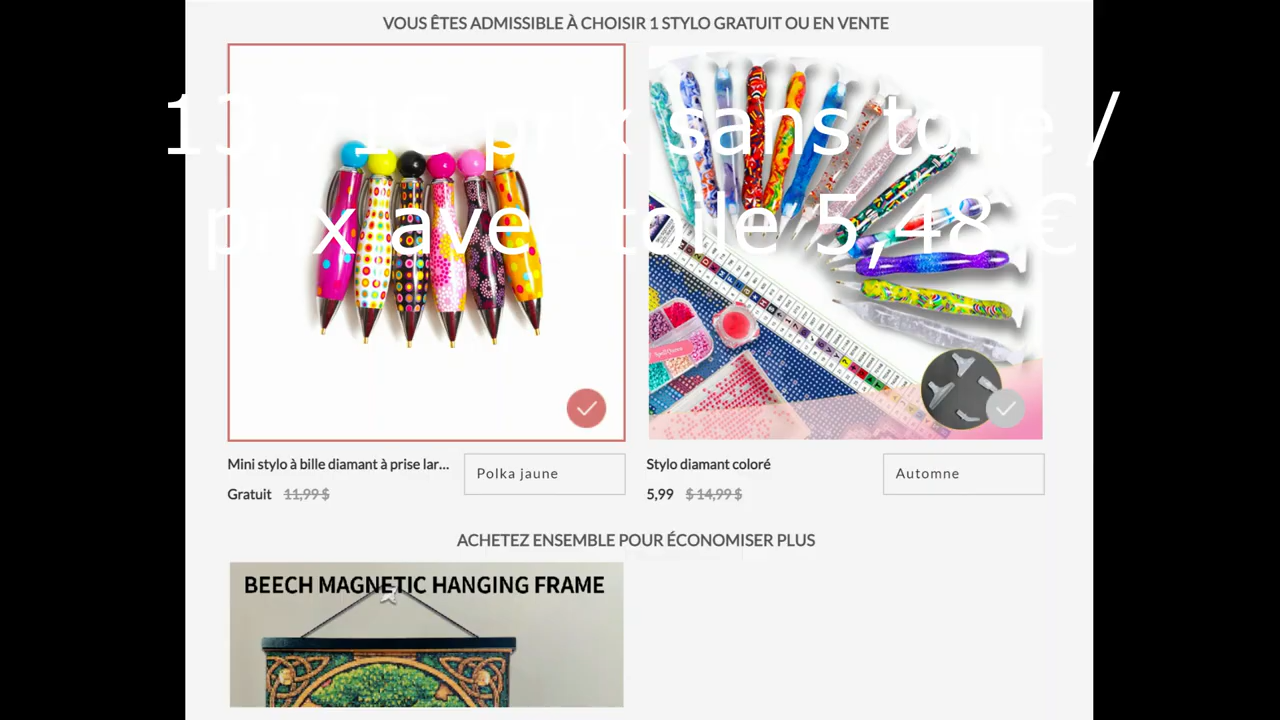 VOUS ÊTES ADMISSIBLE À CHOISIR 1 STYLO GRATUIT OU EN VENTE
prix sans toile /
prix avec toile 5,48 €
Mini stylo à bille diamant à prise lar...
Polka jaune
Gratuit 11,99 $
Stylo diamant coloré
Automne
5,99 $ 14,99 $
ACHETEZ ENSEMBLE POUR ÉCONOMISER PLUS
BEECH MAGNETIC HANGING FRAME